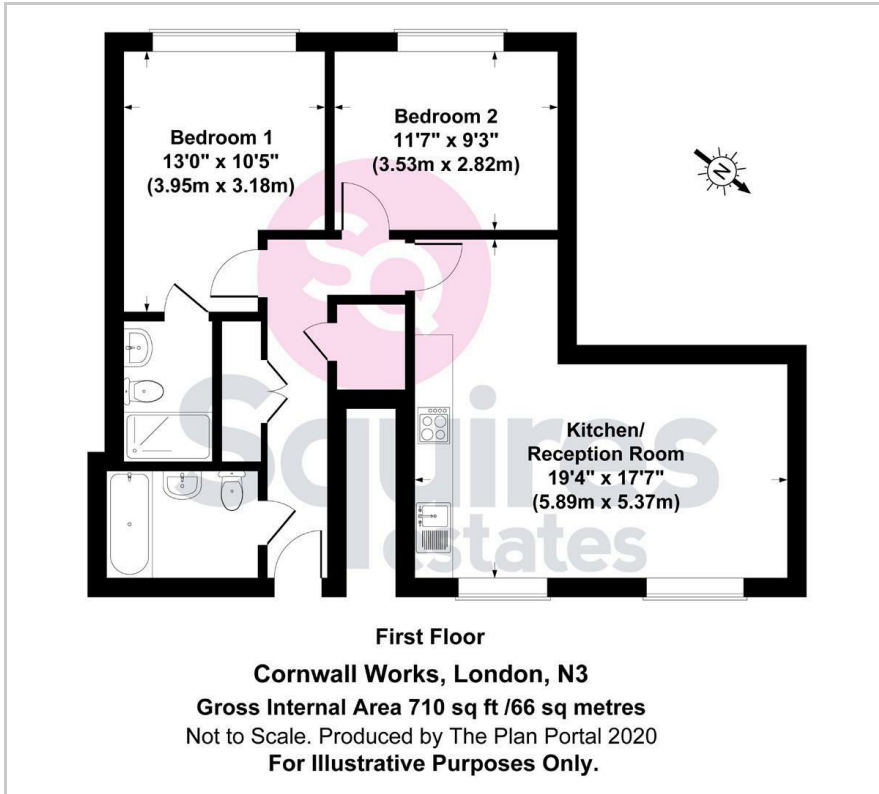 Bedroom 1
13'0" x 10'5"
(3.95m x 3.18m)
Bedroom 2
11'7" x 9'3"
(3.53m x 2.82m)
N
SQ
Squires
estates
Kitchen/
Reception Room
19'4" x 17'7"
(5.89m x 5.37m)
First Floor
Cornwall Works, London, N3
Gross Internal Area 710 sq ft /66 sq metres
Not to Scale. Produced by The Plan Portal 2020
For Illustrative Purposes Only.